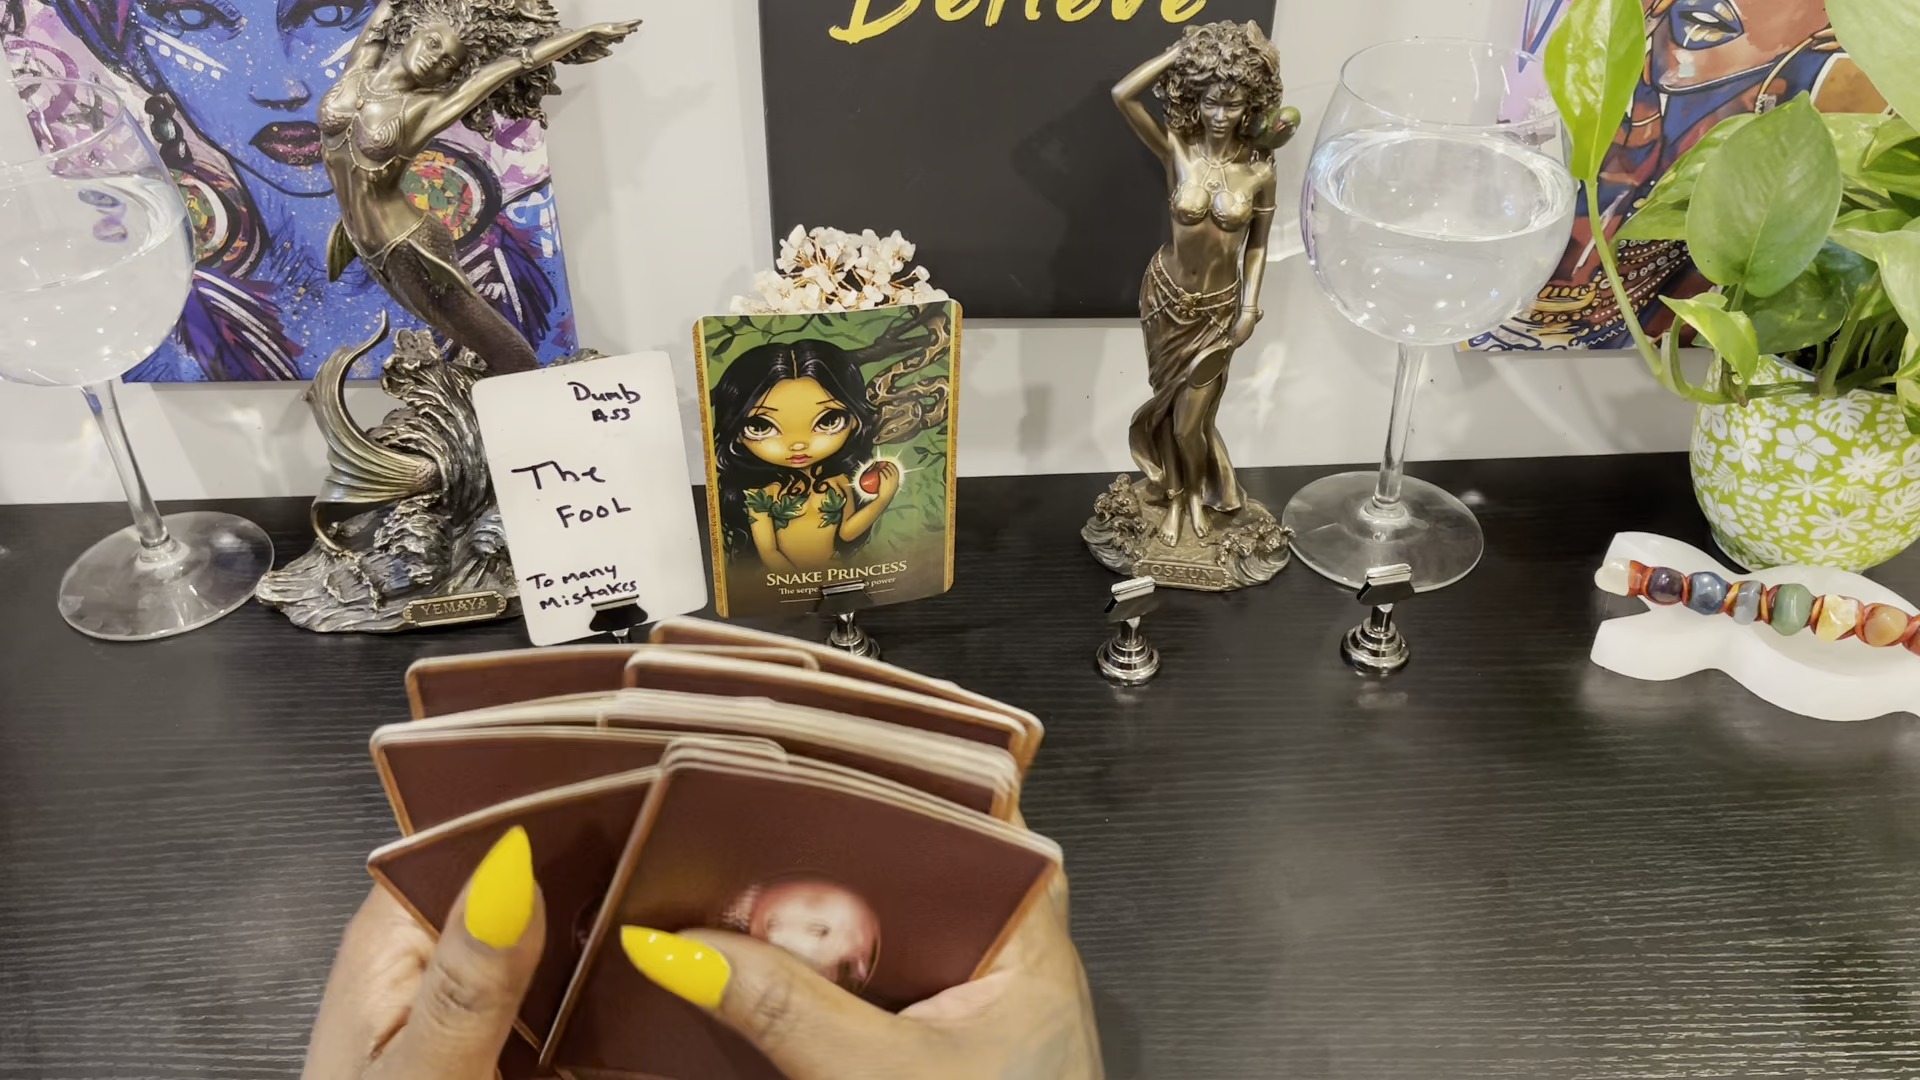 Believe
Dumb
Ass
The
Fool
To many
Mistakes
SNAKE PRINCESS
The serpe
power
YEMAYA
OSHUN